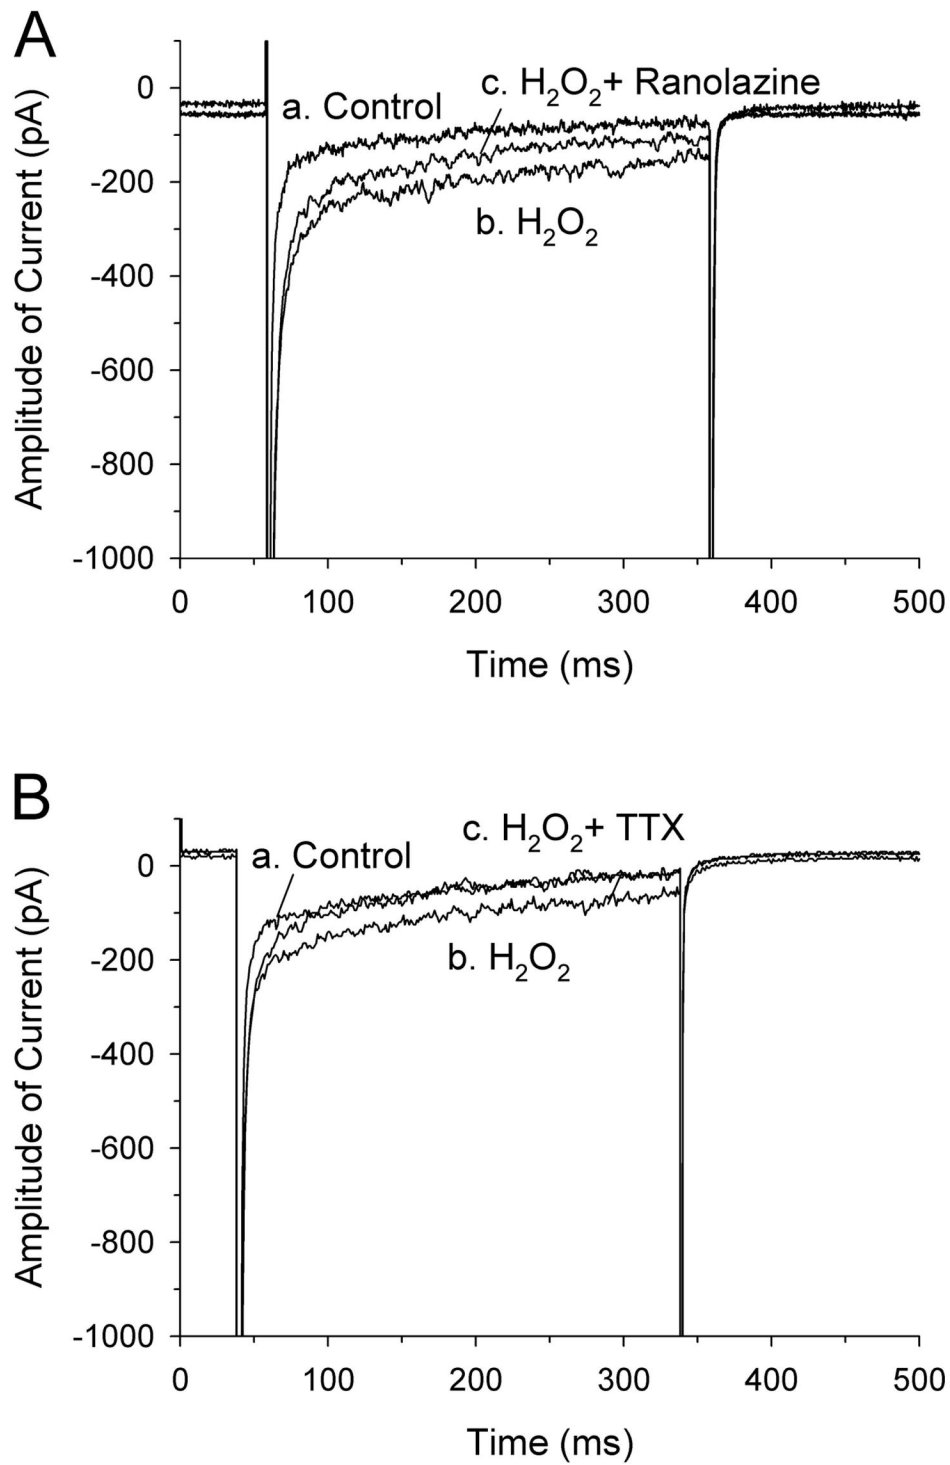 A
Amplitude of Current (pA)
0
-200
-400
-600
-800
-1000
a. Control
c. H₂O₂+ Ranolazine
b. H₂O₂
0 100 200 300 400 500
Time (ms)
B
Amplitude of Current (pA)
0
-200
-400
-600
-800
-1000
c. H₂O₂+ TTX
a. Control
b. H₂O₂
0 100 200 300 400 500
Time (ms)